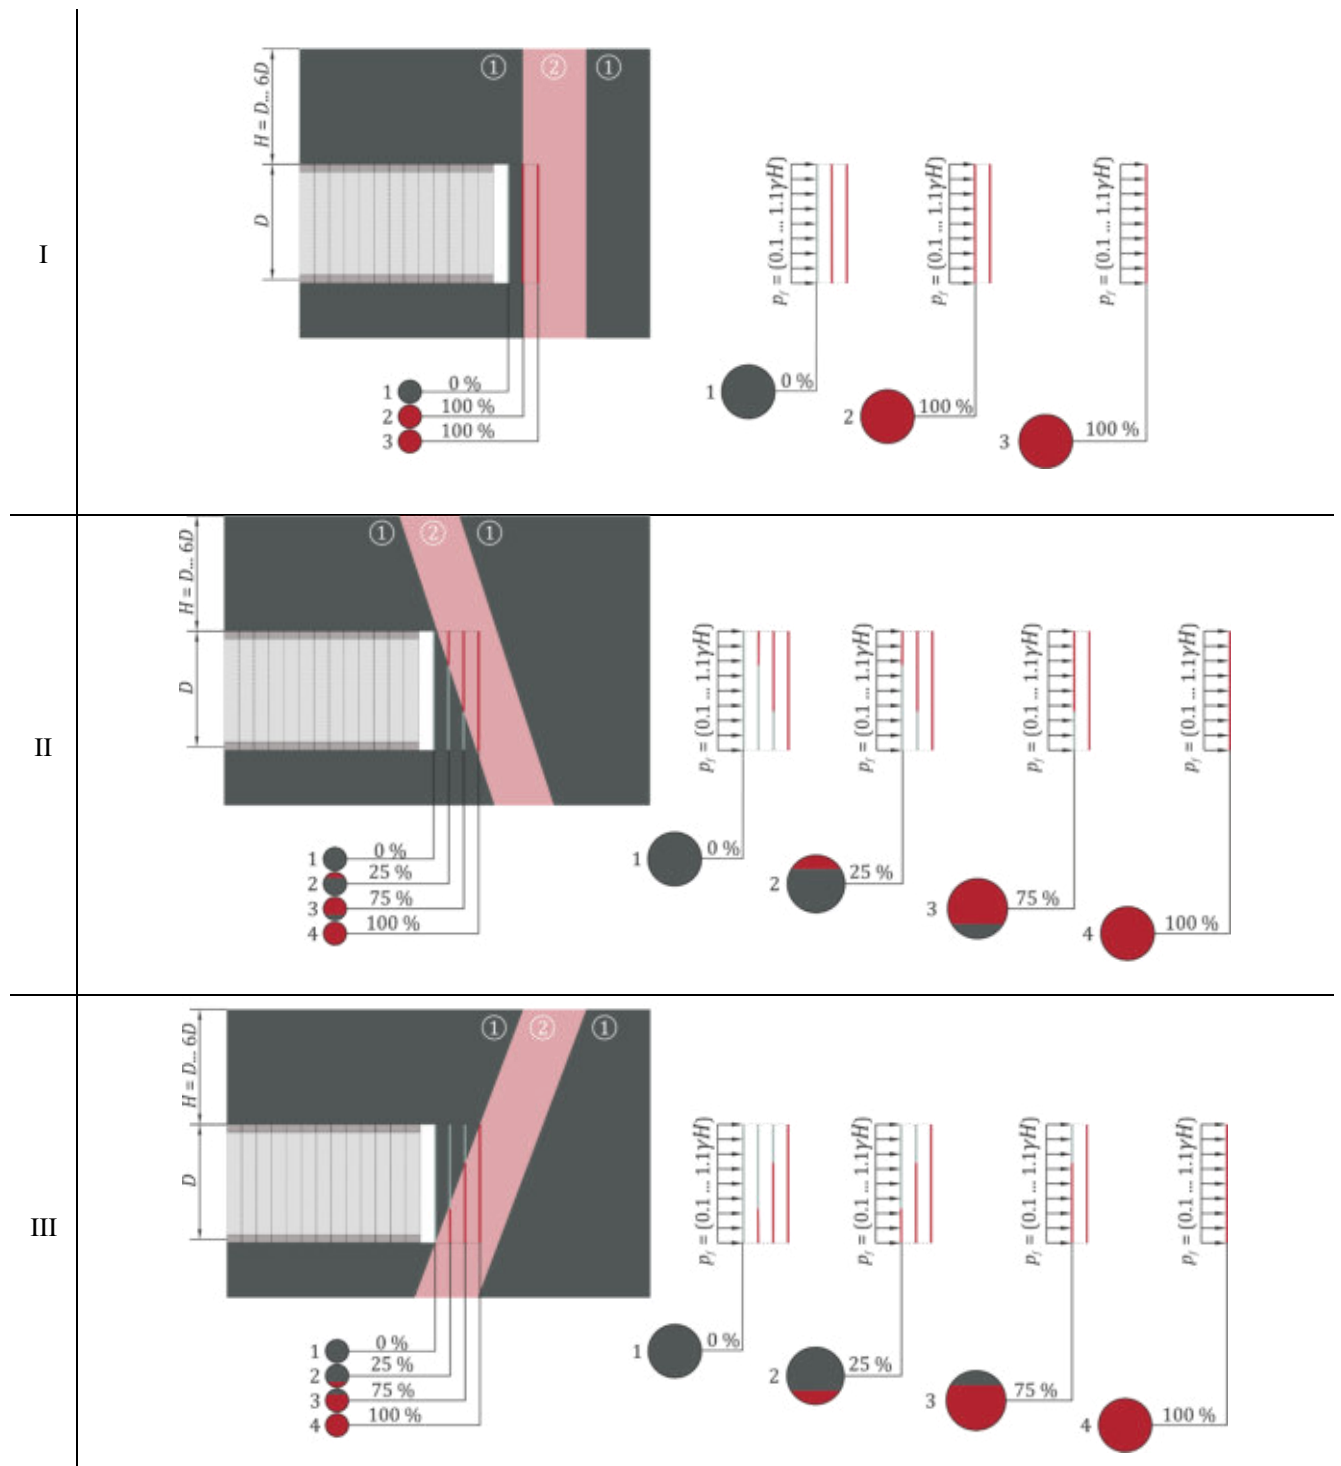 I
① ② ①
H = D... 6D
D
p_f = (0.1 ... 1.1γH)
p_f = (0.1 ... 1.1γH)
p_f = (0.1 ... 1.1γH)
1 0 %
2 100 %
3 100 %
1 0 %
2 100 %
3 100 %
II
① ② ①
H = D... 6D
D
p_f = (0.1 ... 1.1γH)
p_f = (0.1 ... 1.1γH)
p_f = (0.1 ... 1.1γH)
p_f = (0.1 ... 1.1γH)
1 0 %
2 25 %
3 75 %
4 100 %
1 0 %
2 25 %
3 75 %
4 100 %
III
① ② ①
H = D... 6D
D
p_f = (0.1 ... 1.1γH)
p_f = (0.1 ... 1.1γH)
p_f = (0.1 ... 1.1γH)
p_f = (0.1 ... 1.1γH)
1 0 %
2 25 %
3 75 %
4 100 %
1 0 %
2 25 %
3 75 %
4 100 %